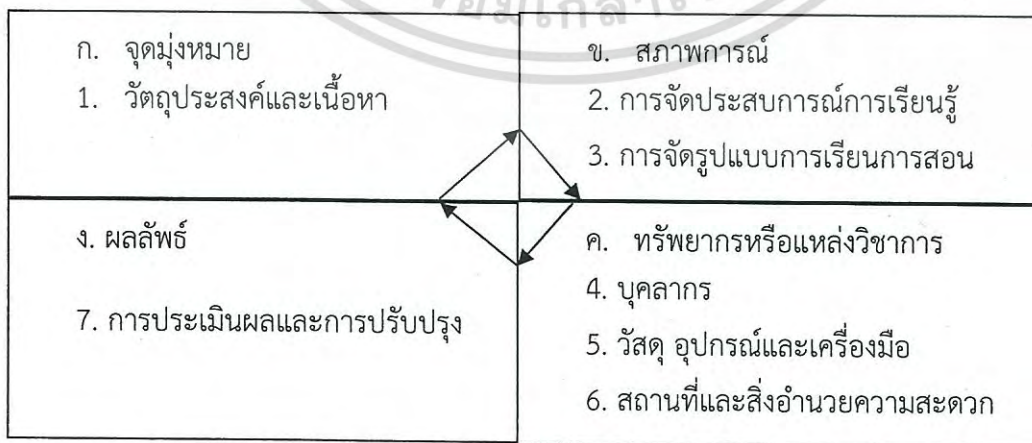 ก. จุดมุ่งหมาย
1. วัตถุประสงค์และเนื้อหา
ข. สภาพการณ์
2. การจัดประสบการณ์การเรียนรู้
3. การจัดรูปแบบการเรียนการสอน
ง. ผลลัพธ์
7. การประเมินผลและการปรับปรุง
ค. ทรัพยากรหรือแหล่งวิชาการ
4. บุคลากร
5. วัสดุ อุปกรณ์และเครื่องมือ
6. สถานที่และสิ่งอำนวยความสะดวก